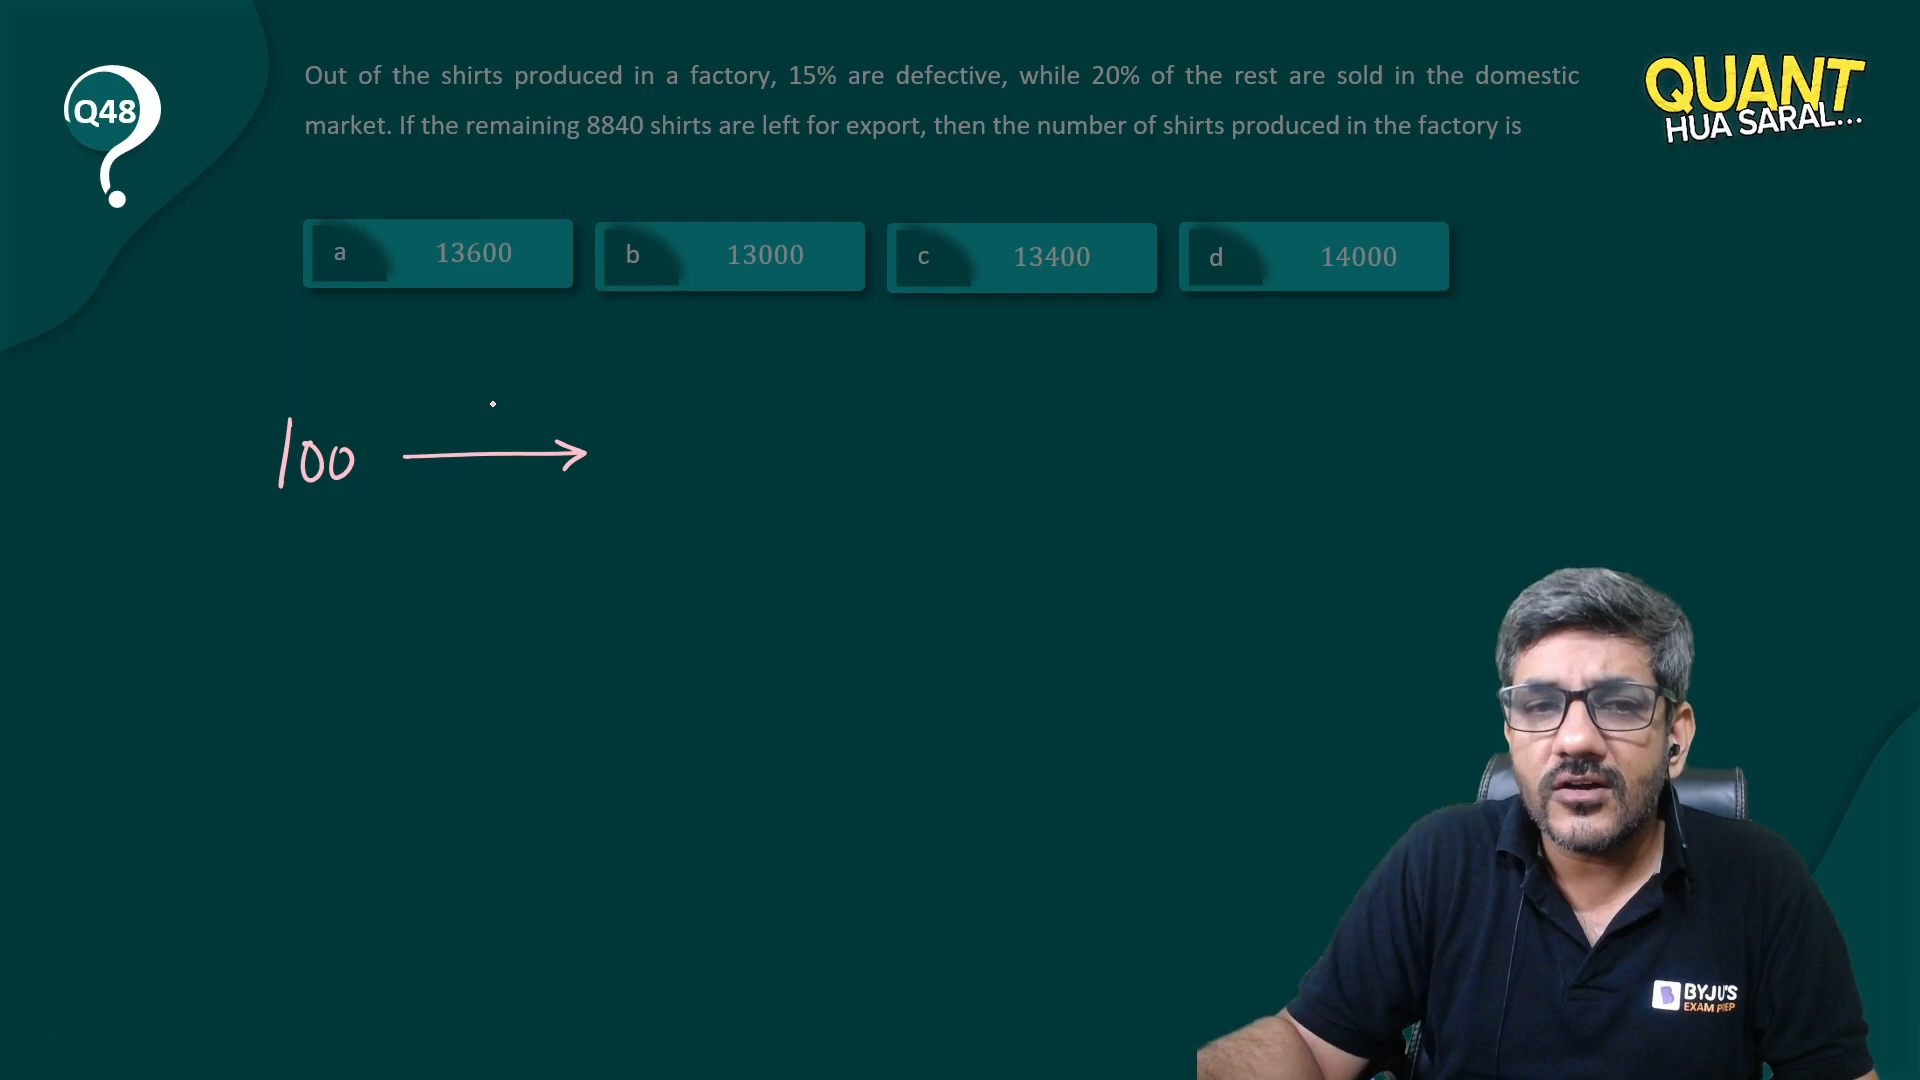 Q48
Out of the shirts produced in a factory, 15% are defective, while 20% of the rest are sold in the domestic
market. If the remaining 8840 shirts are left for export, then the number of shirts produced in the factory is
QUANT
HUA SARAL...
a 13600
b 13000
c 13400
d 14000
100
BYJU'S
EXAM PREP